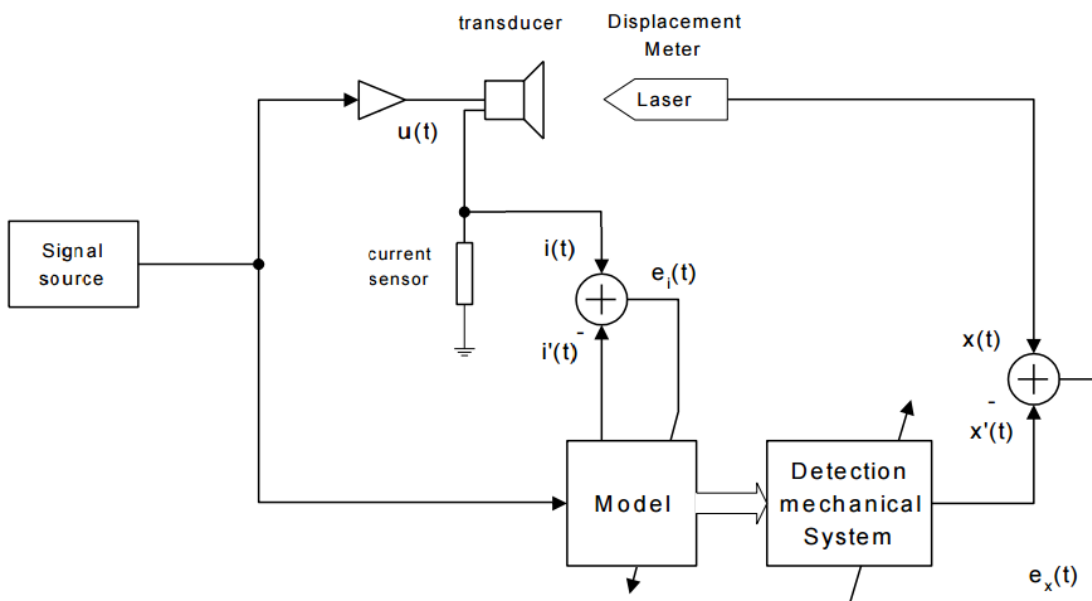 transducer
Displacement
Meter
Laser
u(t)
Signal
source
current
sensor
i(t)
e_i(t)
-
i'(t)
x(t)
-
x'(t)
Model
Detection
mechanical
System
e_x(t)